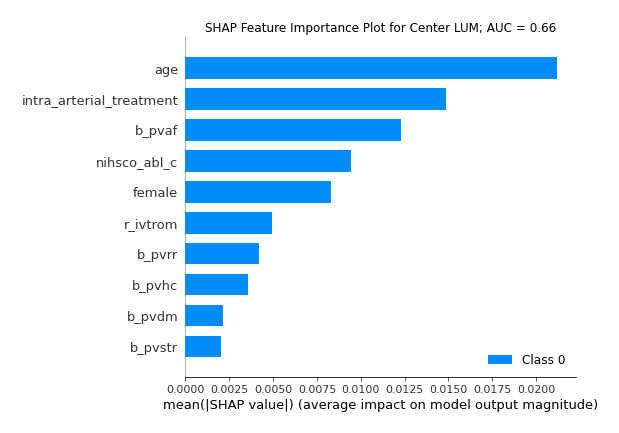 SHAP Feature Importance Plot for Center LUM; AUC = 0.66
age
intra_arterial_treatment
b_pvaf
nihsco_abl_c
female
r_ivtrom
b_pvrr
b_pvhc
b_pvdm
b_pvstr
Class 0
0.0000 0.0025 0.0050 0.0075 0.0100 0.0125 0.0150 0.0175 0.0200
mean(|SHAP value|) (average impact on model output magnitude)